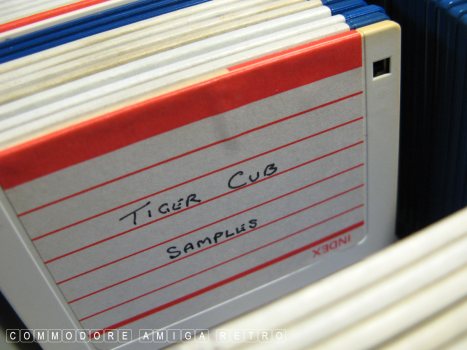 TIGER CUB
SAMPLES
INDEX
COMMODORE AMIGA RETRO